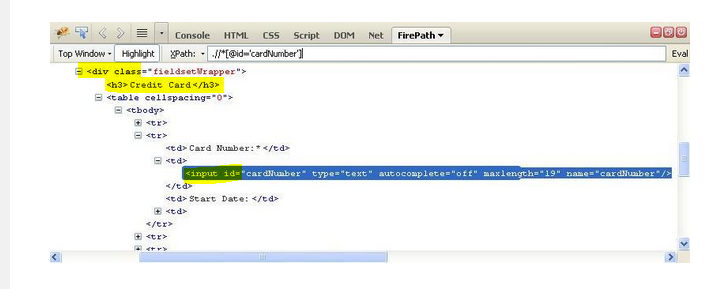 Console HTML CSS Script DOM Net FirePath
Top Window Highlight XPath: .//*[@id='cardNumber'] Eval
<div class="fieldsetWrapper">
<h3>Credit Card</h3>
<table cellspacing="0">
<tbody>
<tr>
<tr>
<td>Card Number:*</td>
<td>
<input id="cardNumber" type="text" autocomplete="off" maxlength="19" name="cardNumber"/>
</td>
<td>Start Date:</td>
<td>
</tr>
<tr>
<tr>